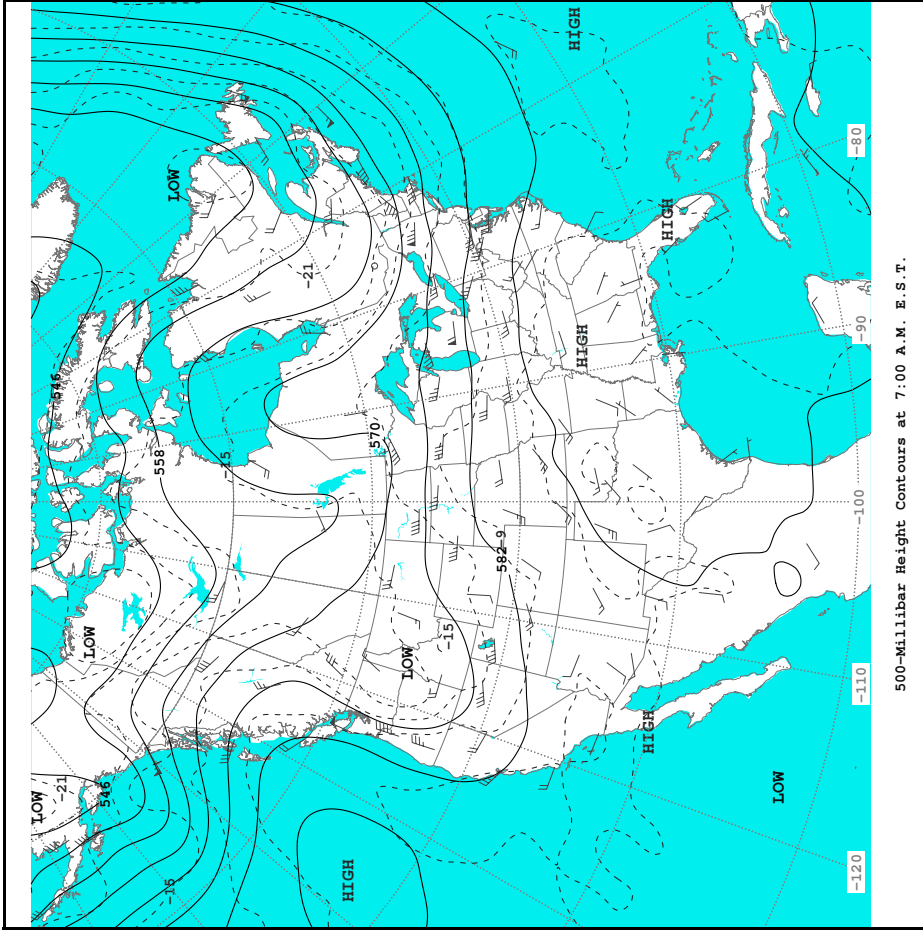 LOW
546
-21
LOW
546
558
-15
LOW
-15
-21
HIGH
570
LOW
-15
582 9
HIGH
HIGH
HIGH
HIGH
LOW
-120
-110
-100
-90
-80
500-Millibar Height Contours at 7:00 A.M. E.S.T.